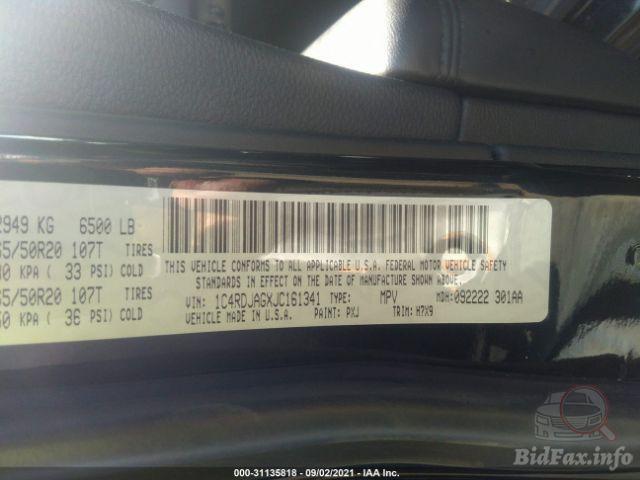 2949 KG 6500 LB
65/50R20 107T TIRES
KPA ( 33 PSI) COLD
65/50R20 107T TIRES
50 KPA ( 36 PSI) COLD
THIS VEHICLE CONFORMS TO ALL APPLICABLE U.S.A. FEDERAL MOTOR VEHICLE SAFETY
STANDARDS IN EFFECT ON THE DATE OF MANUFACTURE SHOWN ABOVE
VIN: 1C4RDJAGXJC161341 TYPE: MPV MDH: 092222 301AA
VEHICLE MADE IN U.S.A. PAINT: PXJ TRIM: H7X9
000-31135818 - 09/02/2021 - IAA Inc.
BidFax.info